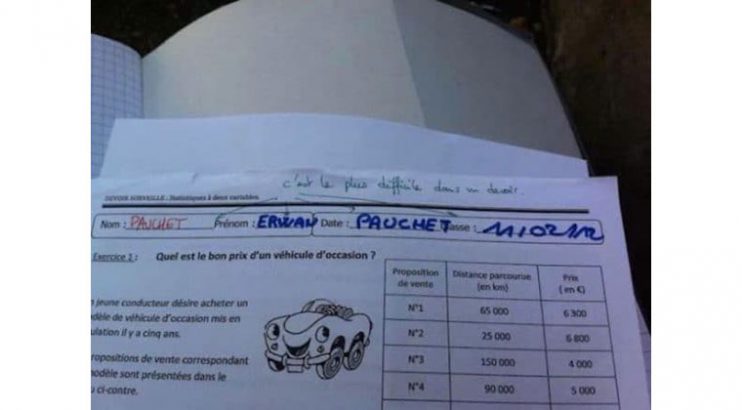 c'est le plus difficile dans un devoir.
DEVOIR SURVEILLE : Statistiques à deux variables
Nom : PAUCHET Prénom : ERWAN Date : PAUCHET Classe : 11/02/12
Exercice 1 : Quel est le bon prix d'un véhicule d'occasion ?
Proposition de vente Distance parcourue (en km) Prix ( en €)
N°1 65 000 6 300
N°2 25 000 6 800
N°3 150 000 4 000
N°4 90 000 5 000
jeune conducteur désire acheter un
de véhicule d'occasion mis en
il y a cinq ans.
propositions de vente correspondant
modèle sont présentées dans le
ci-contre.